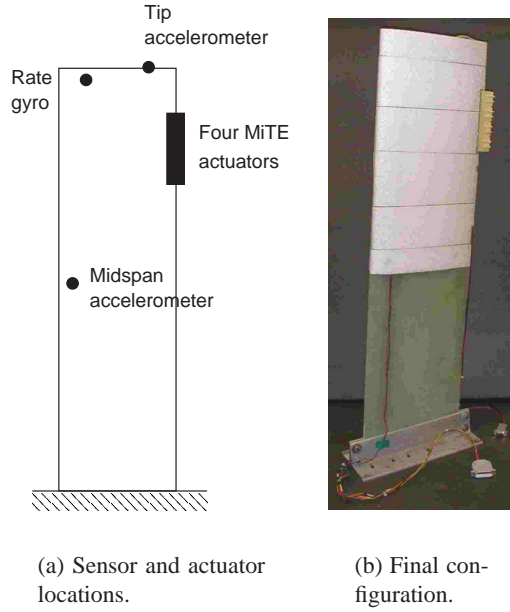 Tip
accelerometer
Rate
gyro
Four MiTE
actuators
Midspan
accelerometer
(a) Sensor and actuator
locations.
(b) Final con-
figuration.